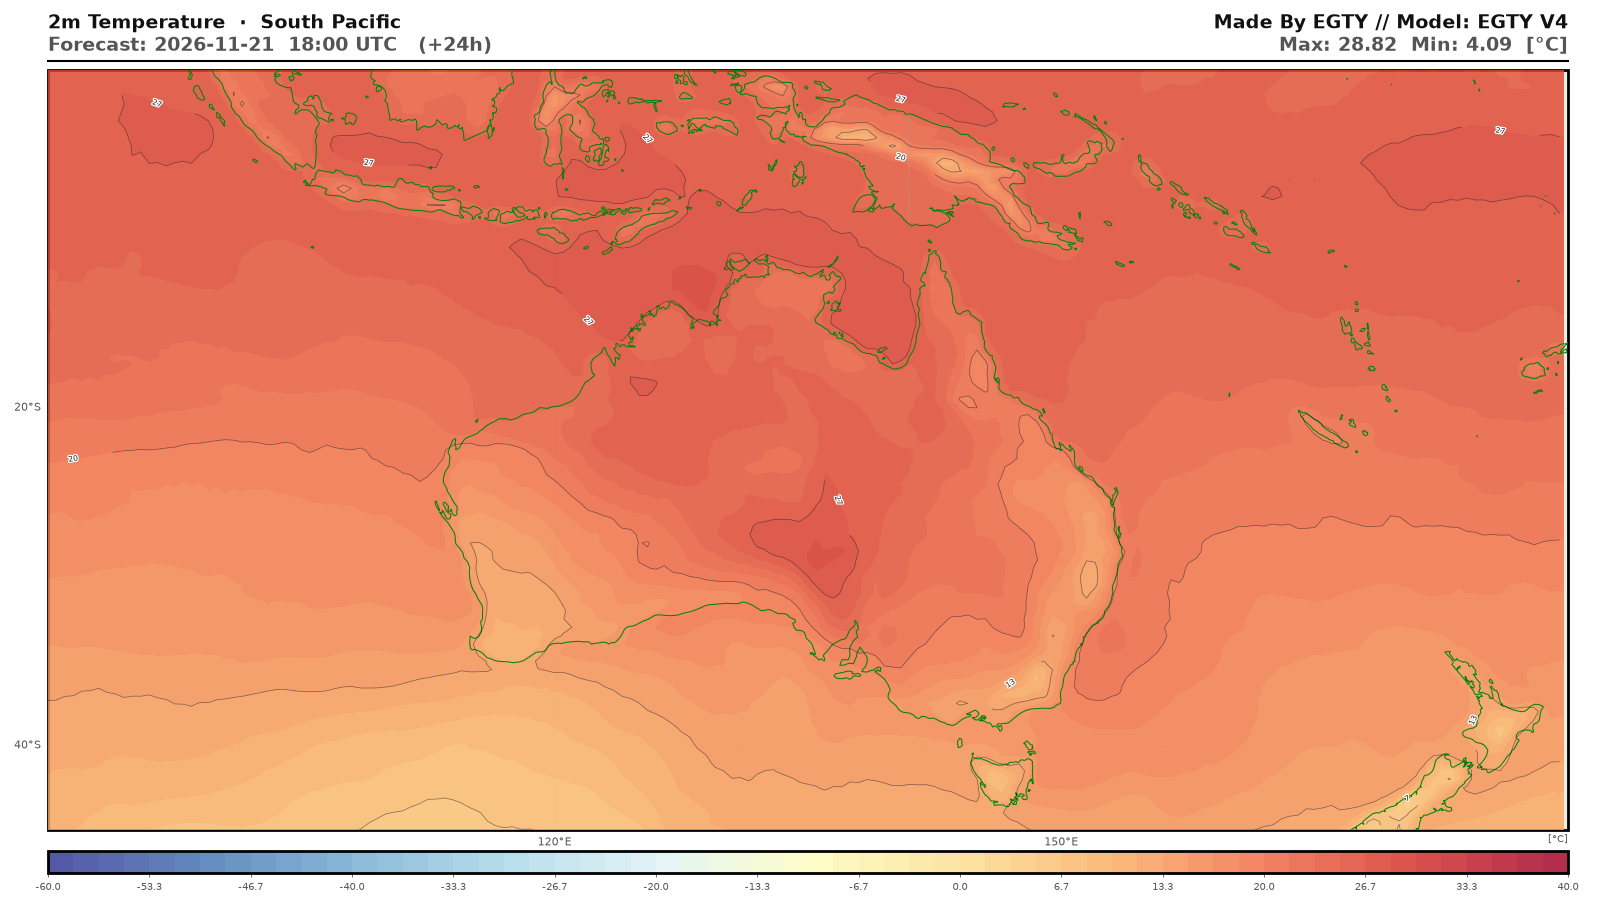 2m Temperature · South Pacific
Made By EGTY // Model: EGTY V4
Forecast: 2026-11-21 18:00 UTC (+24h)
Max: 28.82 Min: 4.09 [°C]
27
27
27
27
27
20
27
20°S
20
27
13
13
40°S
7
120°E
150°E
[°C]
-60.0 -53.3 -46.7 -40.0 -33.3 -26.7 -20.0 -13.3 -6.7 0.0 6.7 13.3 20.0 26.7 33.3 40.0